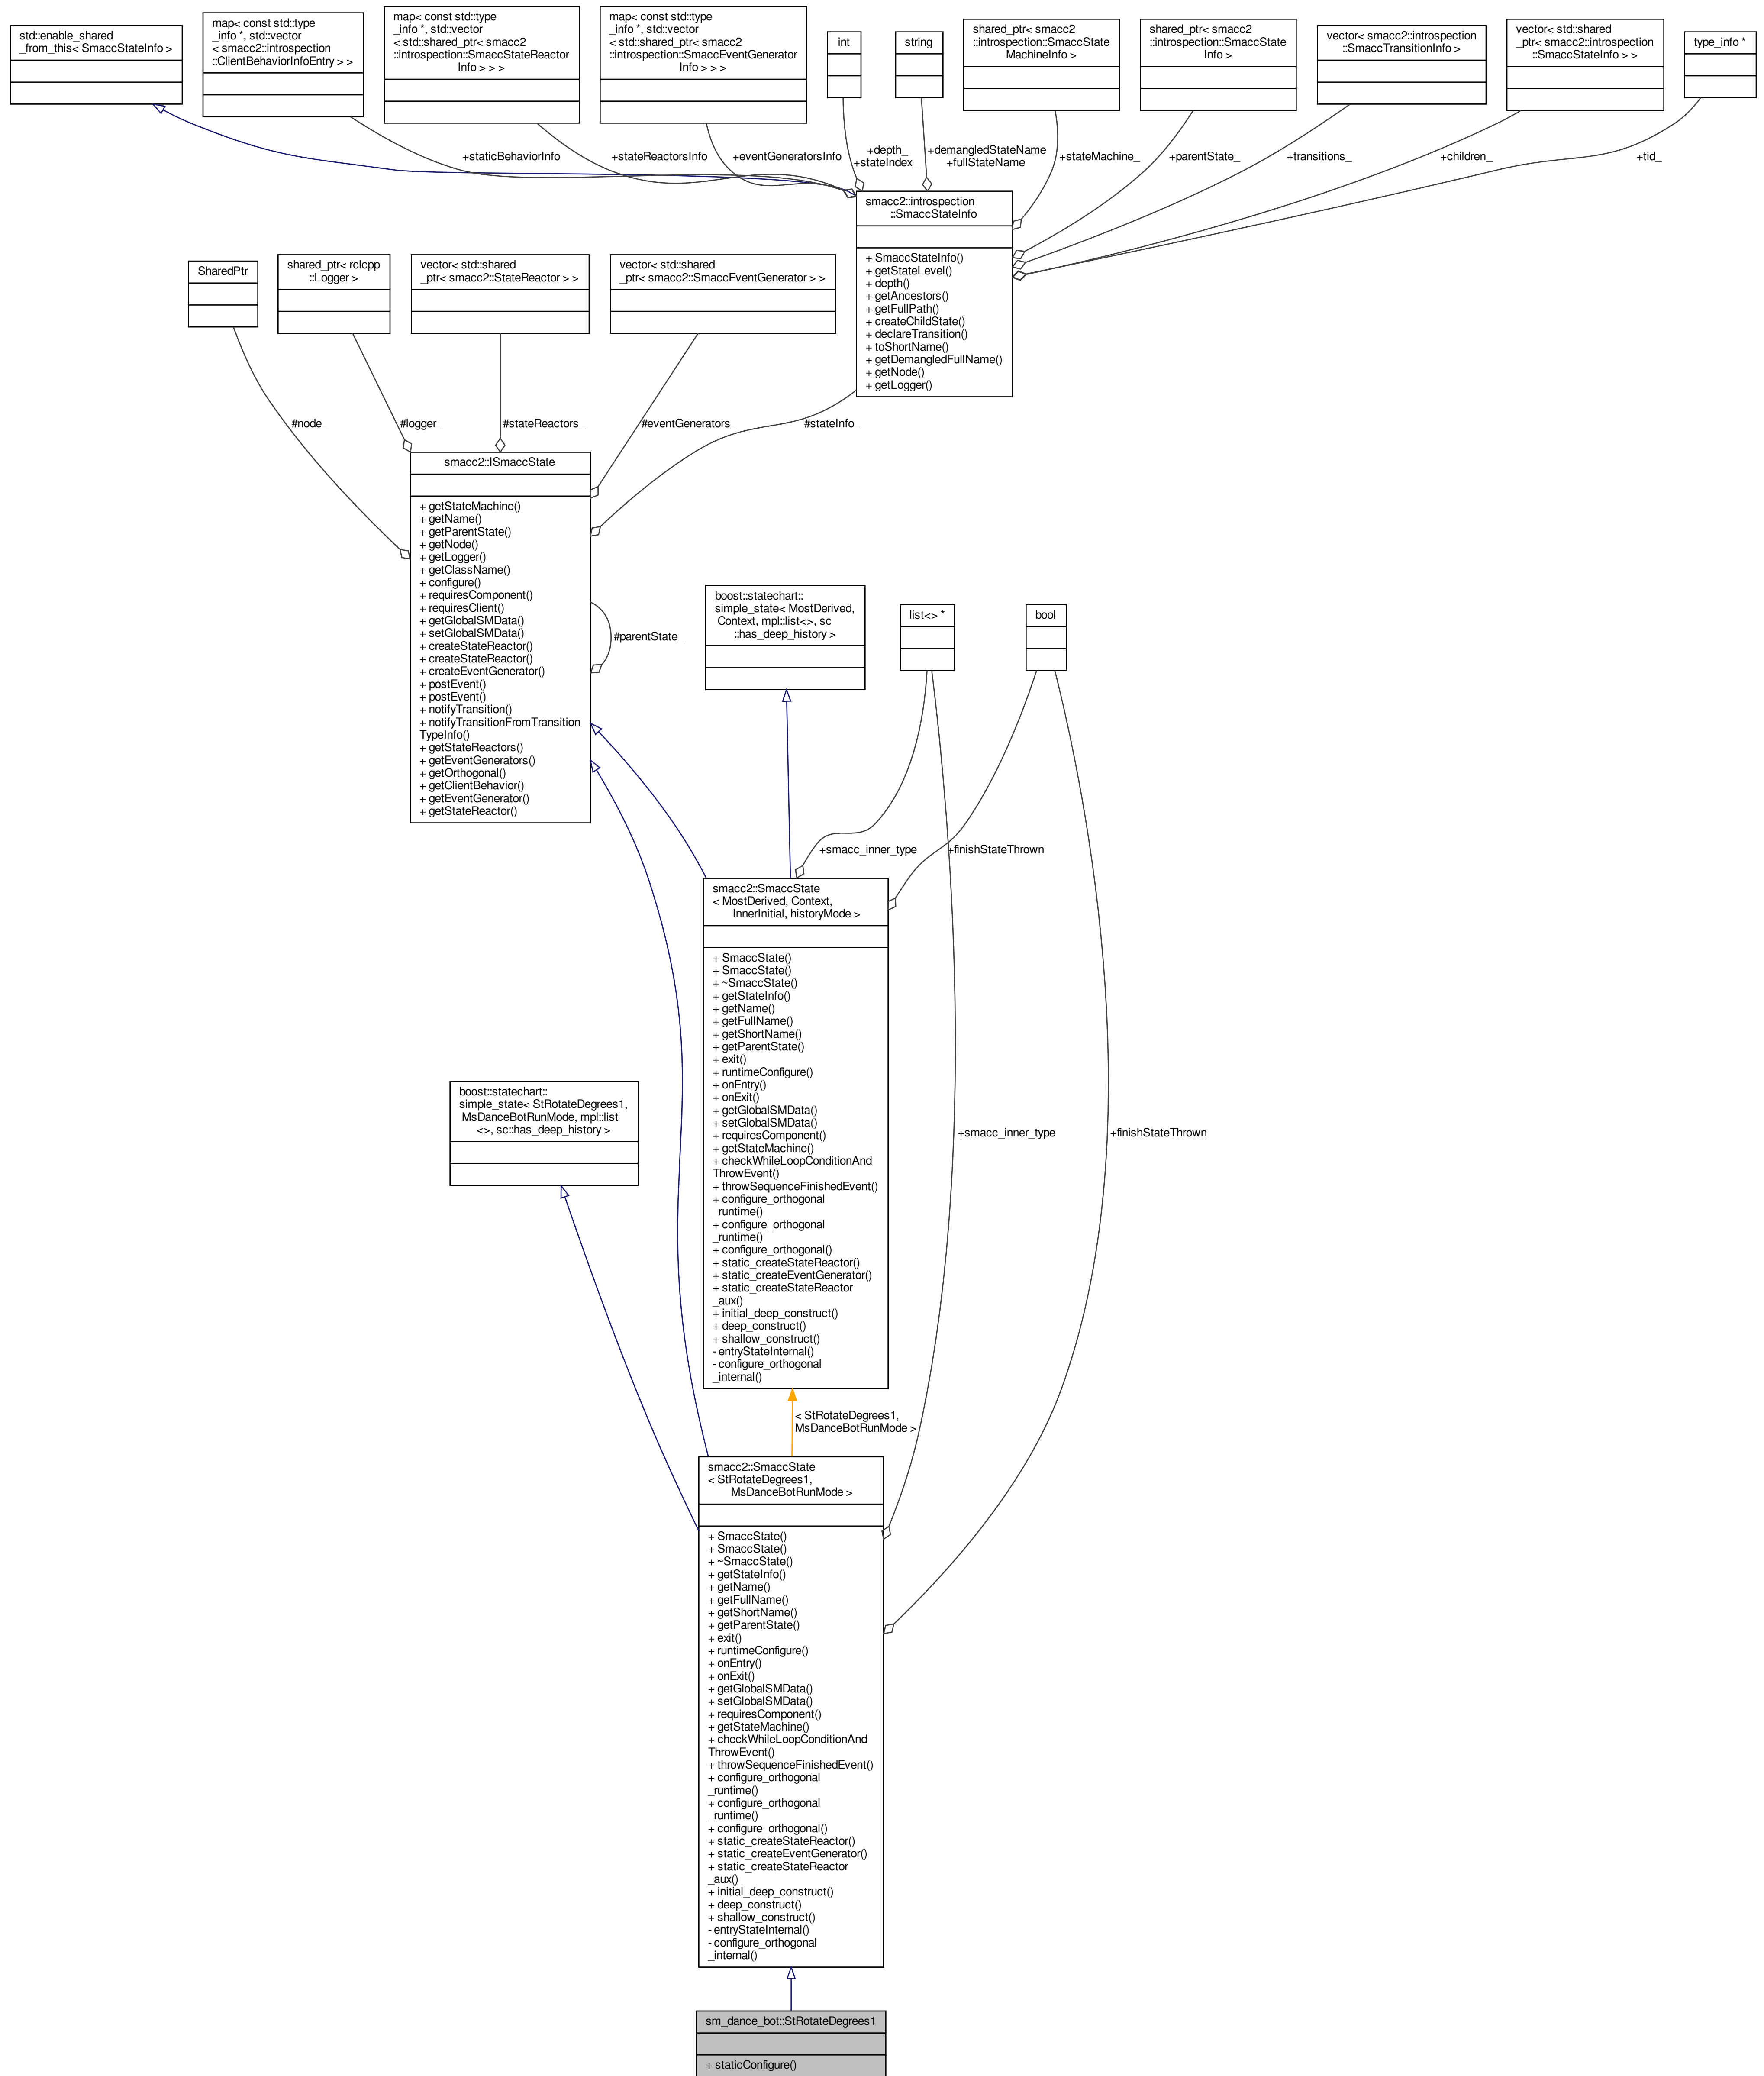 std::enable_shared
_from_this< SmaccStateInfo >
map< const std::type
_info *, std::vector
< smacc2::introspection
::ClientBehaviorInfoEntry > >
map< const std::type
_info *, std::vector
< std::shared_ptr< smacc2
::introspection::SmaccStateReactor
Info > > >
map< const std::type
_info *, std::vector
< std::shared_ptr< smacc2
::introspection::SmaccEventGenerator
Info > > >
int
string
shared_ptr< smacc2
::introspection::SmaccState
MachineInfo >
shared_ptr< smacc2
::introspection::SmaccState
Info >
vector< smacc2::introspection
::SmaccTransitionInfo >
vector< std::shared
_ptr< smacc2::introspection
::SmaccStateInfo > >
type_info *
+staticBehaviorInfo
+stateReactorsInfo
+eventGeneratorsInfo
+depth_
+stateIndex_
+demangledStateName
+fullStateName
+stateMachine_
+parentState_
+transitions_
+children_
+tid_
smacc2::introspection
::SmaccStateInfo
+ SmaccStateInfo()
+ getStateLevel()
+ depth()
+ getAncestors()
+ getFullPath()
+ createChildState()
+ declareTransition()
+ toShortName()
+ getDemangledFullName()
+ getNode()
+ getLogger()
SharedPtr
shared_ptr< rclcpp
::Logger >
vector< std::shared
_ptr< smacc2::StateReactor > >
vector< std::shared
_ptr< smacc2::SmaccEventGenerator > >
#node_
#logger_
#stateReactors_
#eventGenerators_
#stateInfo_
smacc2::ISmaccState
+ getStateMachine()
+ getName()
+ getParentState()
+ getNode()
+ getLogger()
+ getClassName()
+ configure()
+ requiresComponent()
+ requiresClient()
+ getGlobalSMData()
+ setGlobalSMData()
+ createStateReactor()
+ createStateReactor()
+ createEventGenerator()
+ postEvent()
+ postEvent()
+ notifyTransition()
+ notifyTransitionFromTransition
TypeInfo()
+ getStateReactors()
+ getEventGenerators()
+ getOrthogonal()
+ getClientBehavior()
+ getEventGenerator()
+ getStateReactor()
#parentState_
boost::statechart::
simple_state< MostDerived,
Context, mpl::list<>, sc
::has_deep_history >
list<> *
bool
+smacc_inner_type
+finishStateThrown
smacc2::SmaccState
< MostDerived, Context,
InnerInitial, historyMode >
+ SmaccState()
+ SmaccState()
+ ~SmaccState()
+ getStateInfo()
+ getName()
+ getFullName()
+ getShortName()
+ getParentState()
+ exit()
+ runtimeConfigure()
+ onEntry()
+ onExit()
+ getGlobalSMData()
+ setGlobalSMData()
+ requiresComponent()
+ getStateMachine()
+ checkWhileLoopConditionAnd
ThrowEvent()
+ throwSequenceFinishedEvent()
+ configure_orthogonal
_runtime()
+ configure_orthogonal
_runtime()
+ configure_orthogonal()
+ static_createStateReactor()
+ static_createEventGenerator()
+ static_createStateReactor
_aux()
+ initial_deep_construct()
+ deep_construct()
+ shallow_construct()
- entryStateInternal()
- configure_orthogonal
_internal()
boost::statechart::
simple_state< StRotateDegrees1,
MsDanceBotRunMode, mpl::list
<>, sc::has_deep_history >
+smacc_inner_type
+finishStateThrown
< StRotateDegrees1,
MsDanceBotRunMode >
smacc2::SmaccState
< StRotateDegrees1,
MsDanceBotRunMode >
+ SmaccState()
+ SmaccState()
+ ~SmaccState()
+ getStateInfo()
+ getName()
+ getFullName()
+ getShortName()
+ getParentState()
+ exit()
+ runtimeConfigure()
+ onEntry()
+ onExit()
+ getGlobalSMData()
+ setGlobalSMData()
+ requiresComponent()
+ getStateMachine()
+ checkWhileLoopConditionAnd
ThrowEvent()
+ throwSequenceFinishedEvent()
+ configure_orthogonal
_runtime()
+ configure_orthogonal
_runtime()
+ configure_orthogonal()
+ static_createStateReactor()
+ static_createEventGenerator()
+ static_createStateReactor
_aux()
+ initial_deep_construct()
+ deep_construct()
+ shallow_construct()
- entryStateInternal()
- configure_orthogonal
_internal()
sm_dance_bot::StRotateDegrees1
+ staticConfigure()